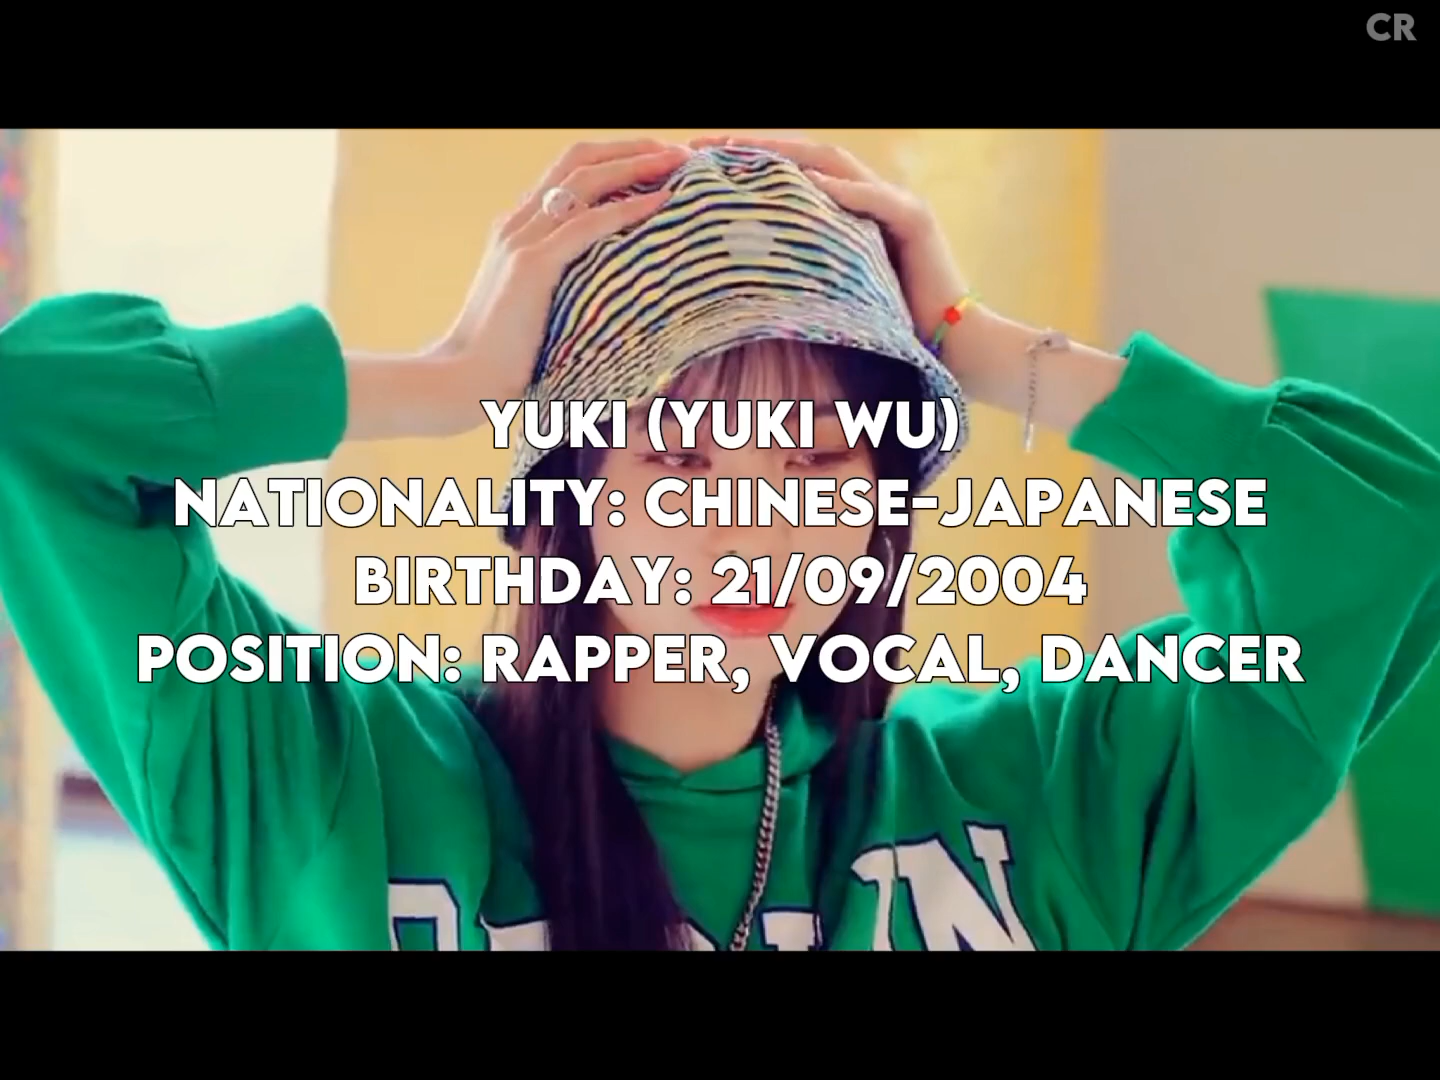 CR
YUKI (YUKI WU)
NATIONALITY: CHINESE-JAPANESE
BIRTHDAY: 21/09/2004
POSITION: RAPPER, VOCAL, DANCER